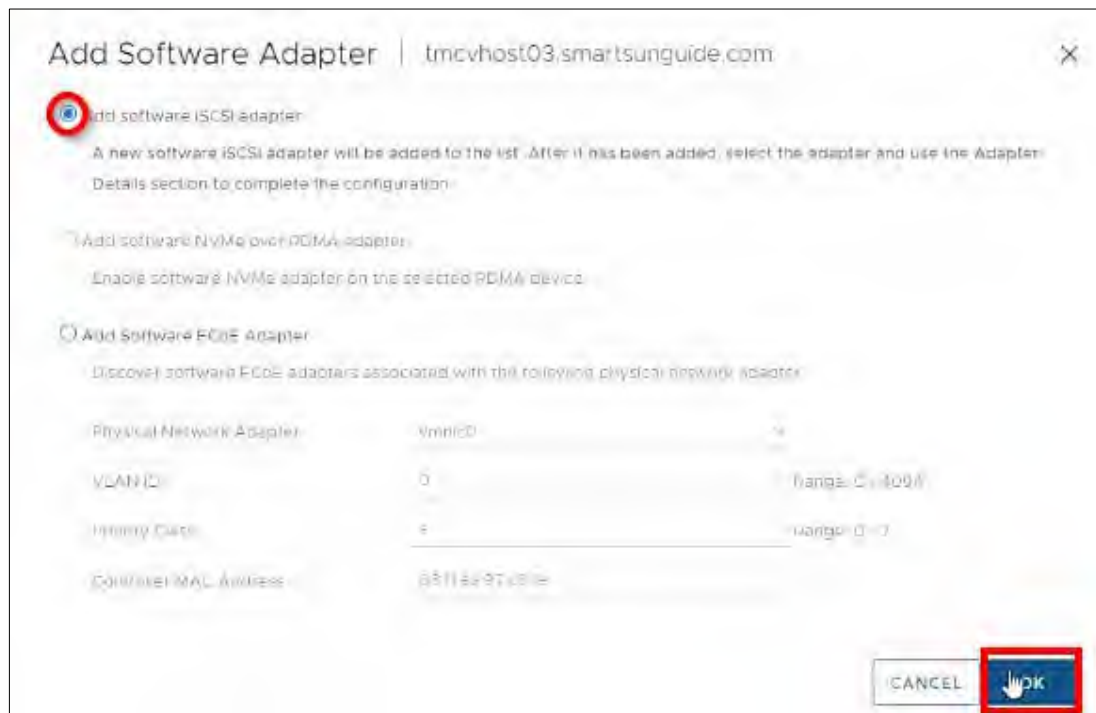 Add Software Adapter | tmcvhost03.smartsunguide.com
Add software iSCSI adapter
A new software iSCSI adapter will be added to the list. After it has been added, select the adapter and use the Adapter
Details section to complete the configuration.
Add software NVMe over RDMA adapter
Enable software NVMe adapter on the selected RDMA device.
Add Software FCoE Adapter
Discover software FCoE adapters associated with the following physical network adapter.
Physical Network Adapter vmnic0
VLAN ID 0 Range: 0 - 4094
Priority Class Range: 0 - 7
Controller MAC Address
CANCEL OK